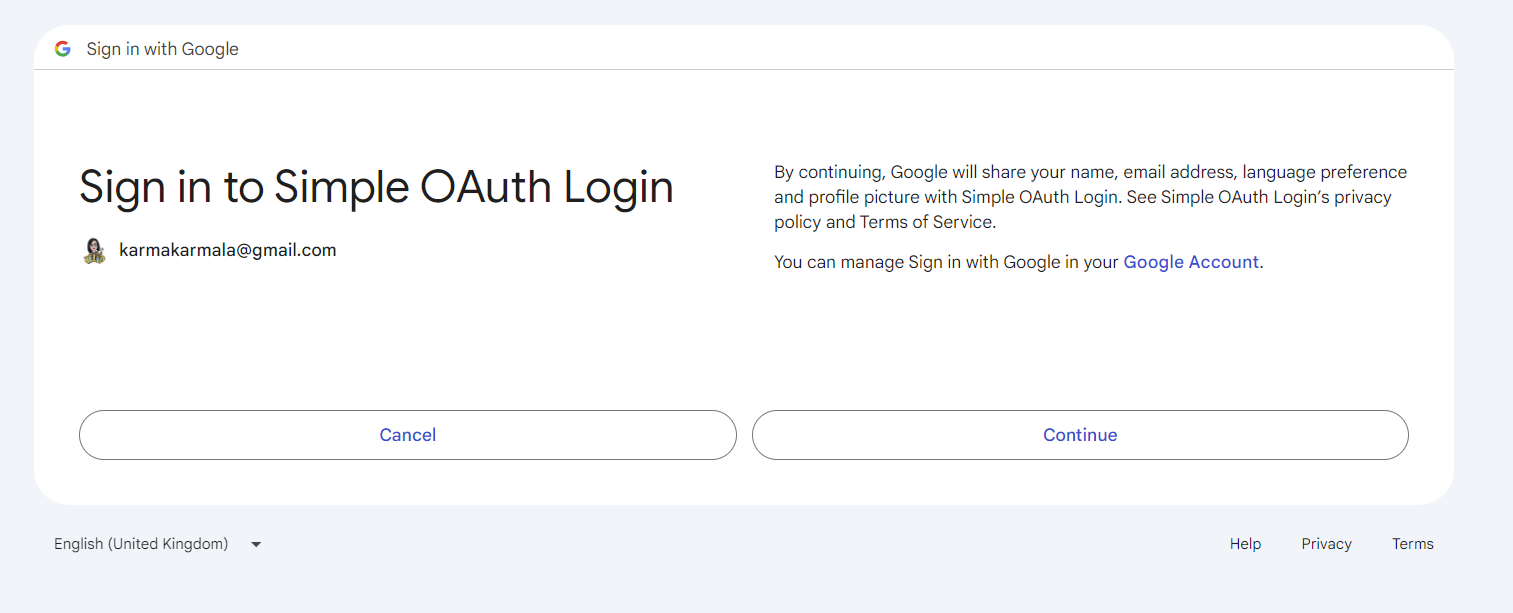 Sign in with Google
Sign in to Simple OAuth Login
karmakarmala@gmail.com
By continuing, Google will share your name, email address, language preference
and profile picture with Simple OAuth Login. See Simple OAuth Login’s privacy
policy and Terms of Service.
You can manage Sign in with Google in your Google Account.
Cancel
Continue
English (United Kingdom)
Help
Privacy
Terms